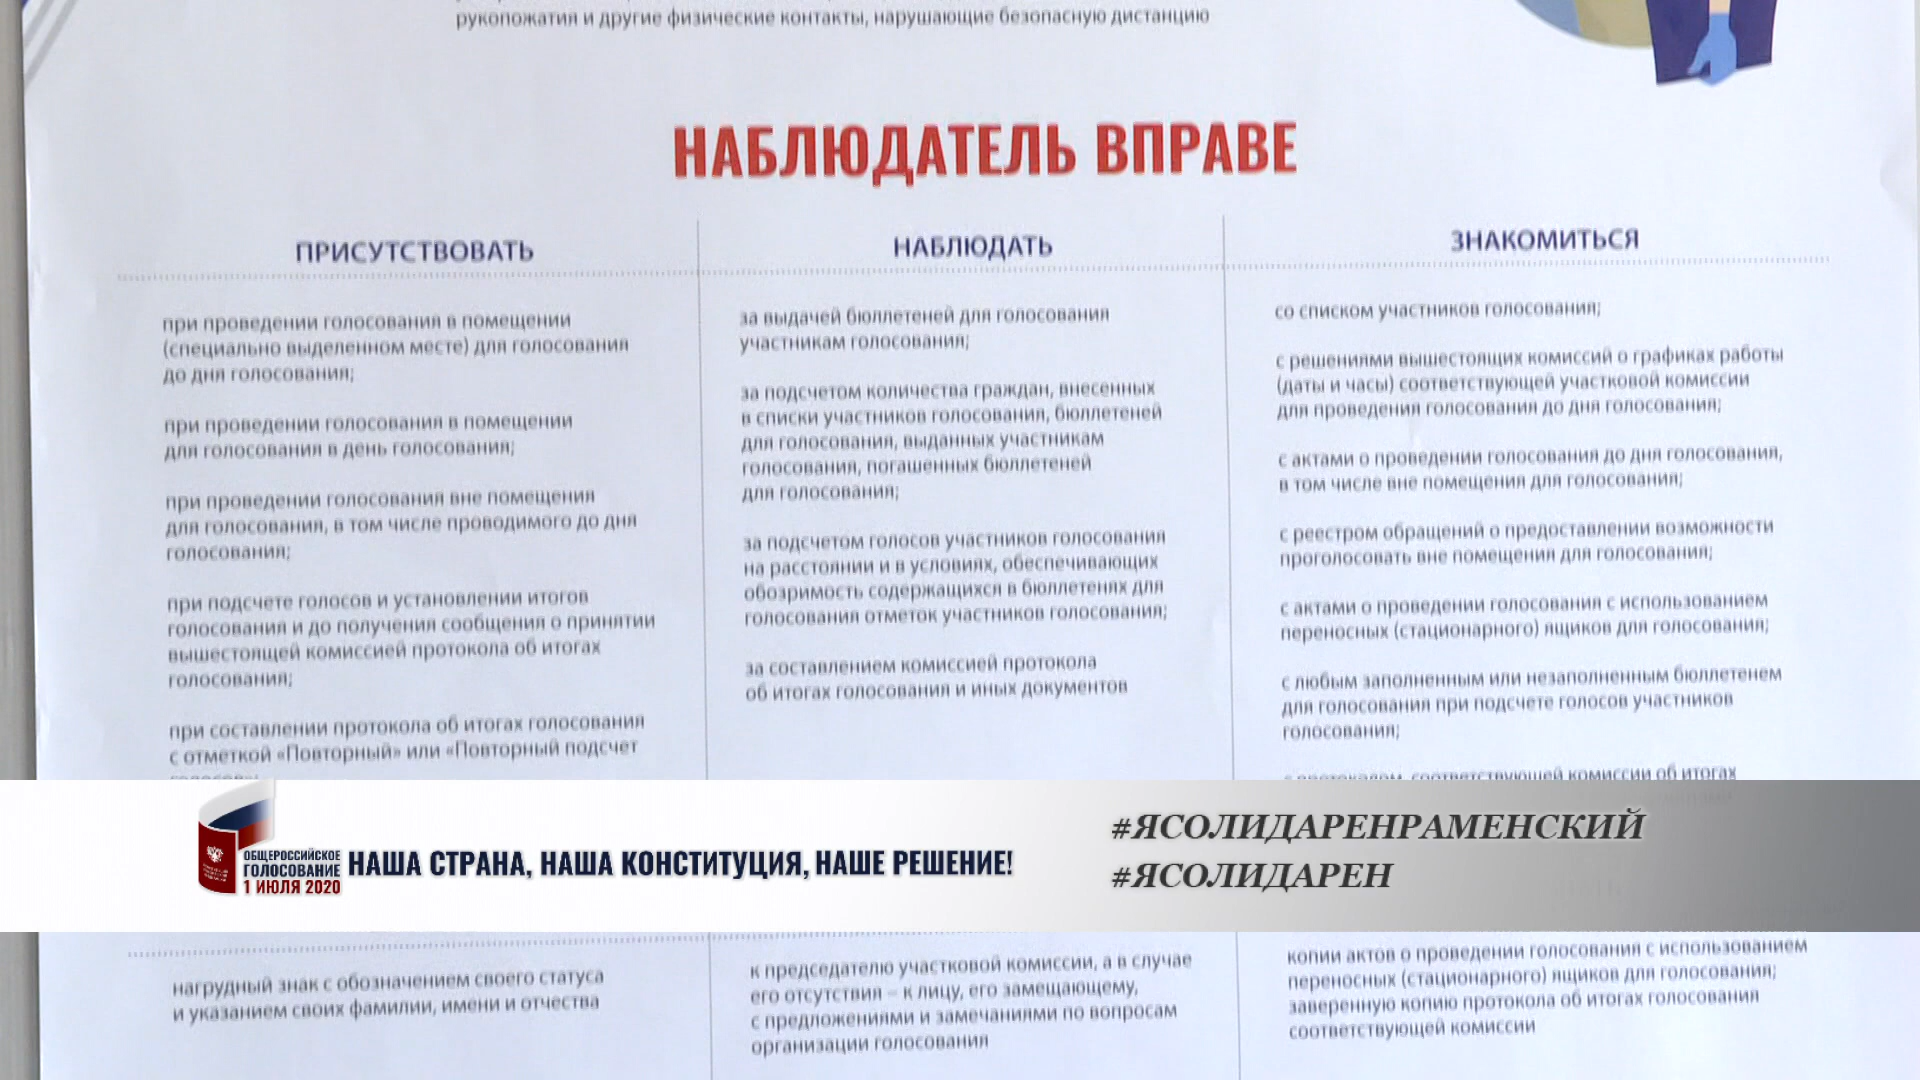 рукопожатия и другие физические контакты, нарушающие безопасную дистанцию
НАБЛЮДАТЕЛЬ ВПРАВЕ
ПРИСУТСТВОВАТЬ
при проведении голосования в помещении
(специально выделенном месте) для голосования
до дня голосования;
при проведении голосования в помещении
для голосования в день голосования;
при проведении голосования вне помещения
для голосования, в том числе проводимого до дня
голосования;
при подсчете голосов и установлении итогов
голосования и до получения сообщения о принятии
вышестоящей комиссией протокола об итогах
голосования;
при составлении протокола об итогах голосования
с отметкой «Повторный» или «Повторный подсчет
НАБЛЮДАТЬ
за выдачей бюллетеней для голосования
участникам голосования;
за подсчетом количества граждан, внесенных
в списки участников голосования, бюллетеней
для голосования, выданных участникам
голосования, погашенных бюллетеней
для голосования;
за подсчетом голосов участников голосования
на расстоянии и в условиях, обеспечивающих
обозримость содержащихся в бюллетенях для
голосования отметок участников голосования;
за составлением комиссией протокола
об итогах голосования и иных документов
ЗНАКОМИТЬСЯ
со списком участников голосования;
с решениями вышестоящих комиссий о графиках работы
(даты и часы) соответствующей участковой комиссии
для проведения голосования до дня голосования;
с актами о проведении голосования до дня голосования,
в том числе вне помещения для голосования;
с реестром обращений о предоставлении возможности
проголосовать вне помещения для голосования;
с актами о проведении голосования с использованием
переносных (стационарного) ящиков для голосования;
с любым заполненным или незаполненным бюллетенем
для голосования при подсчете голосов участников
голосования;
с протоколом соответствующей комиссии об итогах
ОБЩЕРОССИЙСКОЕ
ГОЛОСОВАНИЕ
1 ИЮЛЯ 2020
НАША СТРАНА, НАША КОНСТИТУЦИЯ, НАШЕ РЕШЕНИЕ!
#ЯСОЛИДАРЕНРАМЕНСКИЙ
#ЯСОЛИДАРЕН
нагрудный знак с обозначением своего статуса
и указанием своих фамилии, имени и отчества
к председателю участковой комиссии, а в случае
его отсутствия – к лицу, его замещающему,
с предложениями и замечаниями по вопросам
организации голосования
копии актов о проведении голосования с использованием
переносных (стационарного) ящиков для голосования;
заверенную копию протокола об итогах голосования
соответствующей комиссии